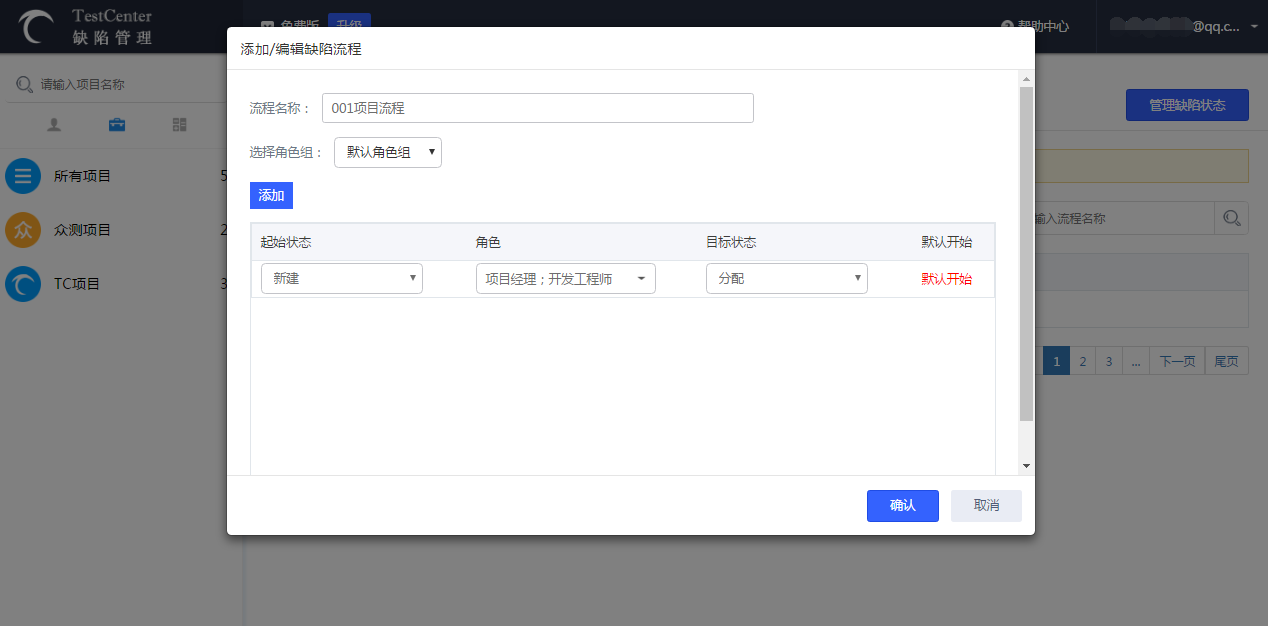 TestCenter
缺陷管理
免费版 升级
帮助中心
@qq.c...
添加/编辑缺陷流程
请输入项目名称
流程名称： 001项目流程
管理缺陷状态
选择角色组： 默认角色组
所有项目 5
添加
输入流程名称
众测项目 2
起始状态 角色 目标状态 默认开始
新建 项目经理；开发工程师 分配 默认开始
TC项目 3
1 2 3 ... 下一页 尾页
确认 取消